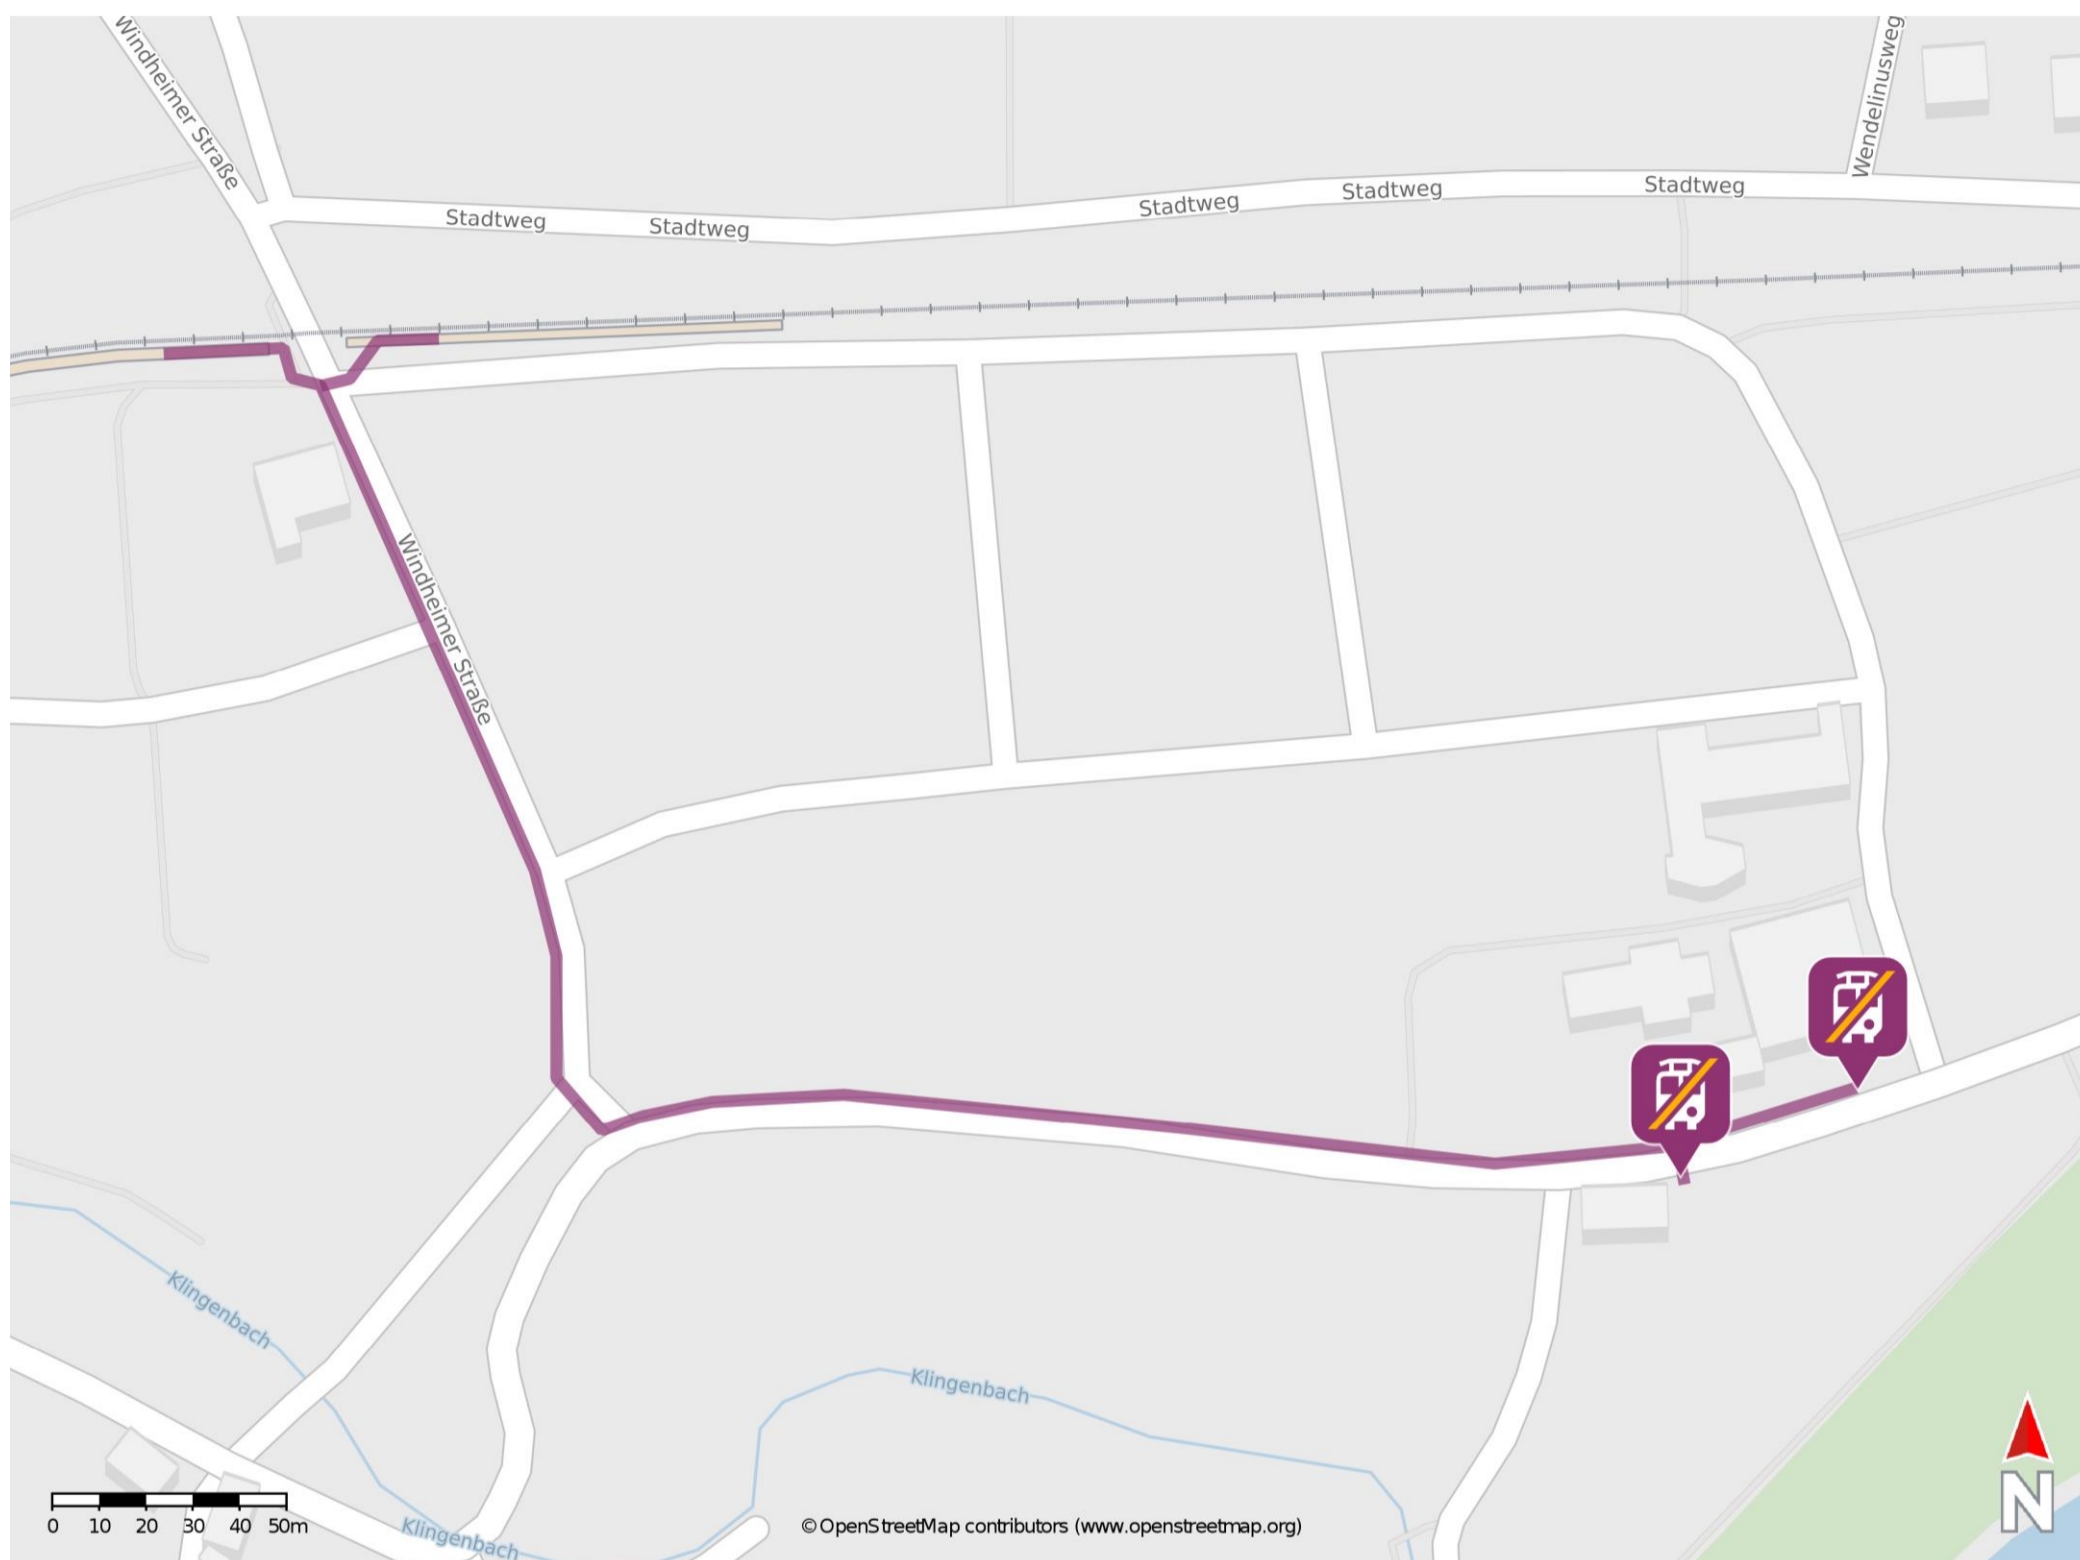 Windheimer Straße
Wendelinusweg
Stadtweg
Stadtweg
Stadtweg
Stadtweg
Stadtweg
Windheimer Straße
Klingenbach
Klingenbach
Klingenbach
0 10 20 30 40 50m
© OpenStreetMap contributors (www.openstreetmap.org)
N